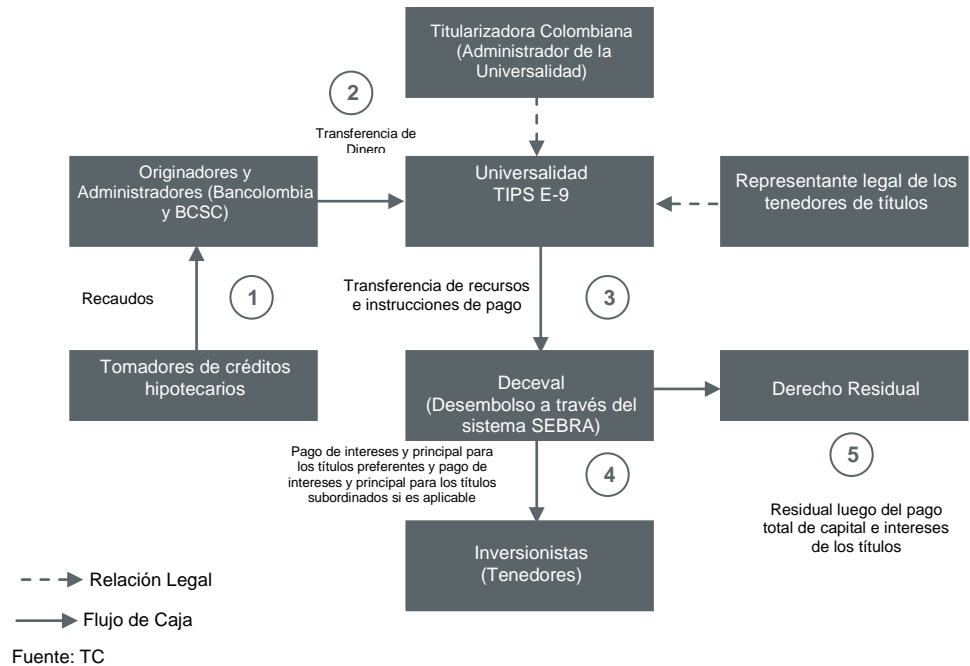 Titularizadora Colombiana
(Administrador de la
Universalidad)
2
Transferencia de
Dinero
Originadores y
Administradores (Bancolombia
y BCSC)
Universalidad
TIPS E-9
Representante legal de los
tenedores de títulos
Recaudos
1
Transferencia de recursos
e instrucciones de pago
3
Tomadores de créditos
hipotecarios
Deceval
(Desembolso a través del
sistema SEBRA)
Derecho Residual
Pago de intereses y principal para
los títulos preferentes y pago de
intereses y principal para los títulos
subordinados si es aplicable
4
5
Residual luego del pago
total de capital e intereses
de los títulos
Inversionistas
(Tenedores)
Relación Legal
Flujo de Caja
Fuente: TC